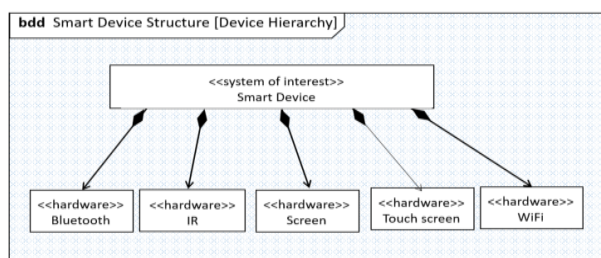 bdd Smart Device Structure [Device Hierarchy]
<<system of interest>>
Smart Device
<<hardware>>
Bluetooth
<<hardware>>
IR
<<hardware>>
Screen
<<hardware>>
Touch screen
<<hardware>>
WiFi